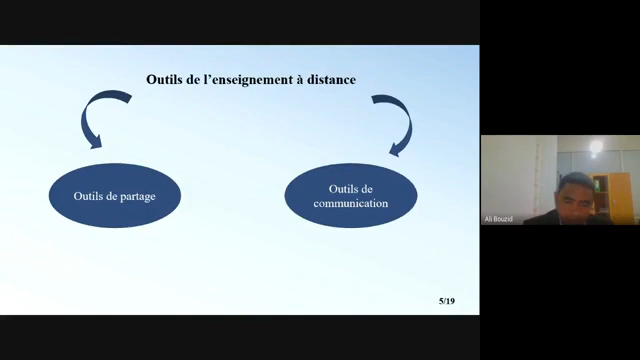 Outils de l’enseignement à distance
Outils de partage
Outils de
communication
5/19
Ali Bouzid